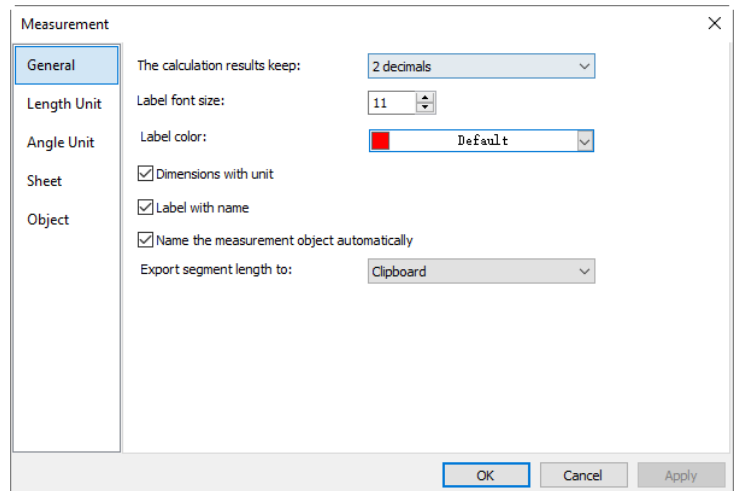 Measurement
General
Length Unit
Angle Unit
Sheet
Object
The calculation results keep: 2 decimals
Label font size: 11
Label color: Default
Dimensions with unit
Label with name
Name the measurement object automatically
Export segment length to: Clipboard
OK Cancel Apply